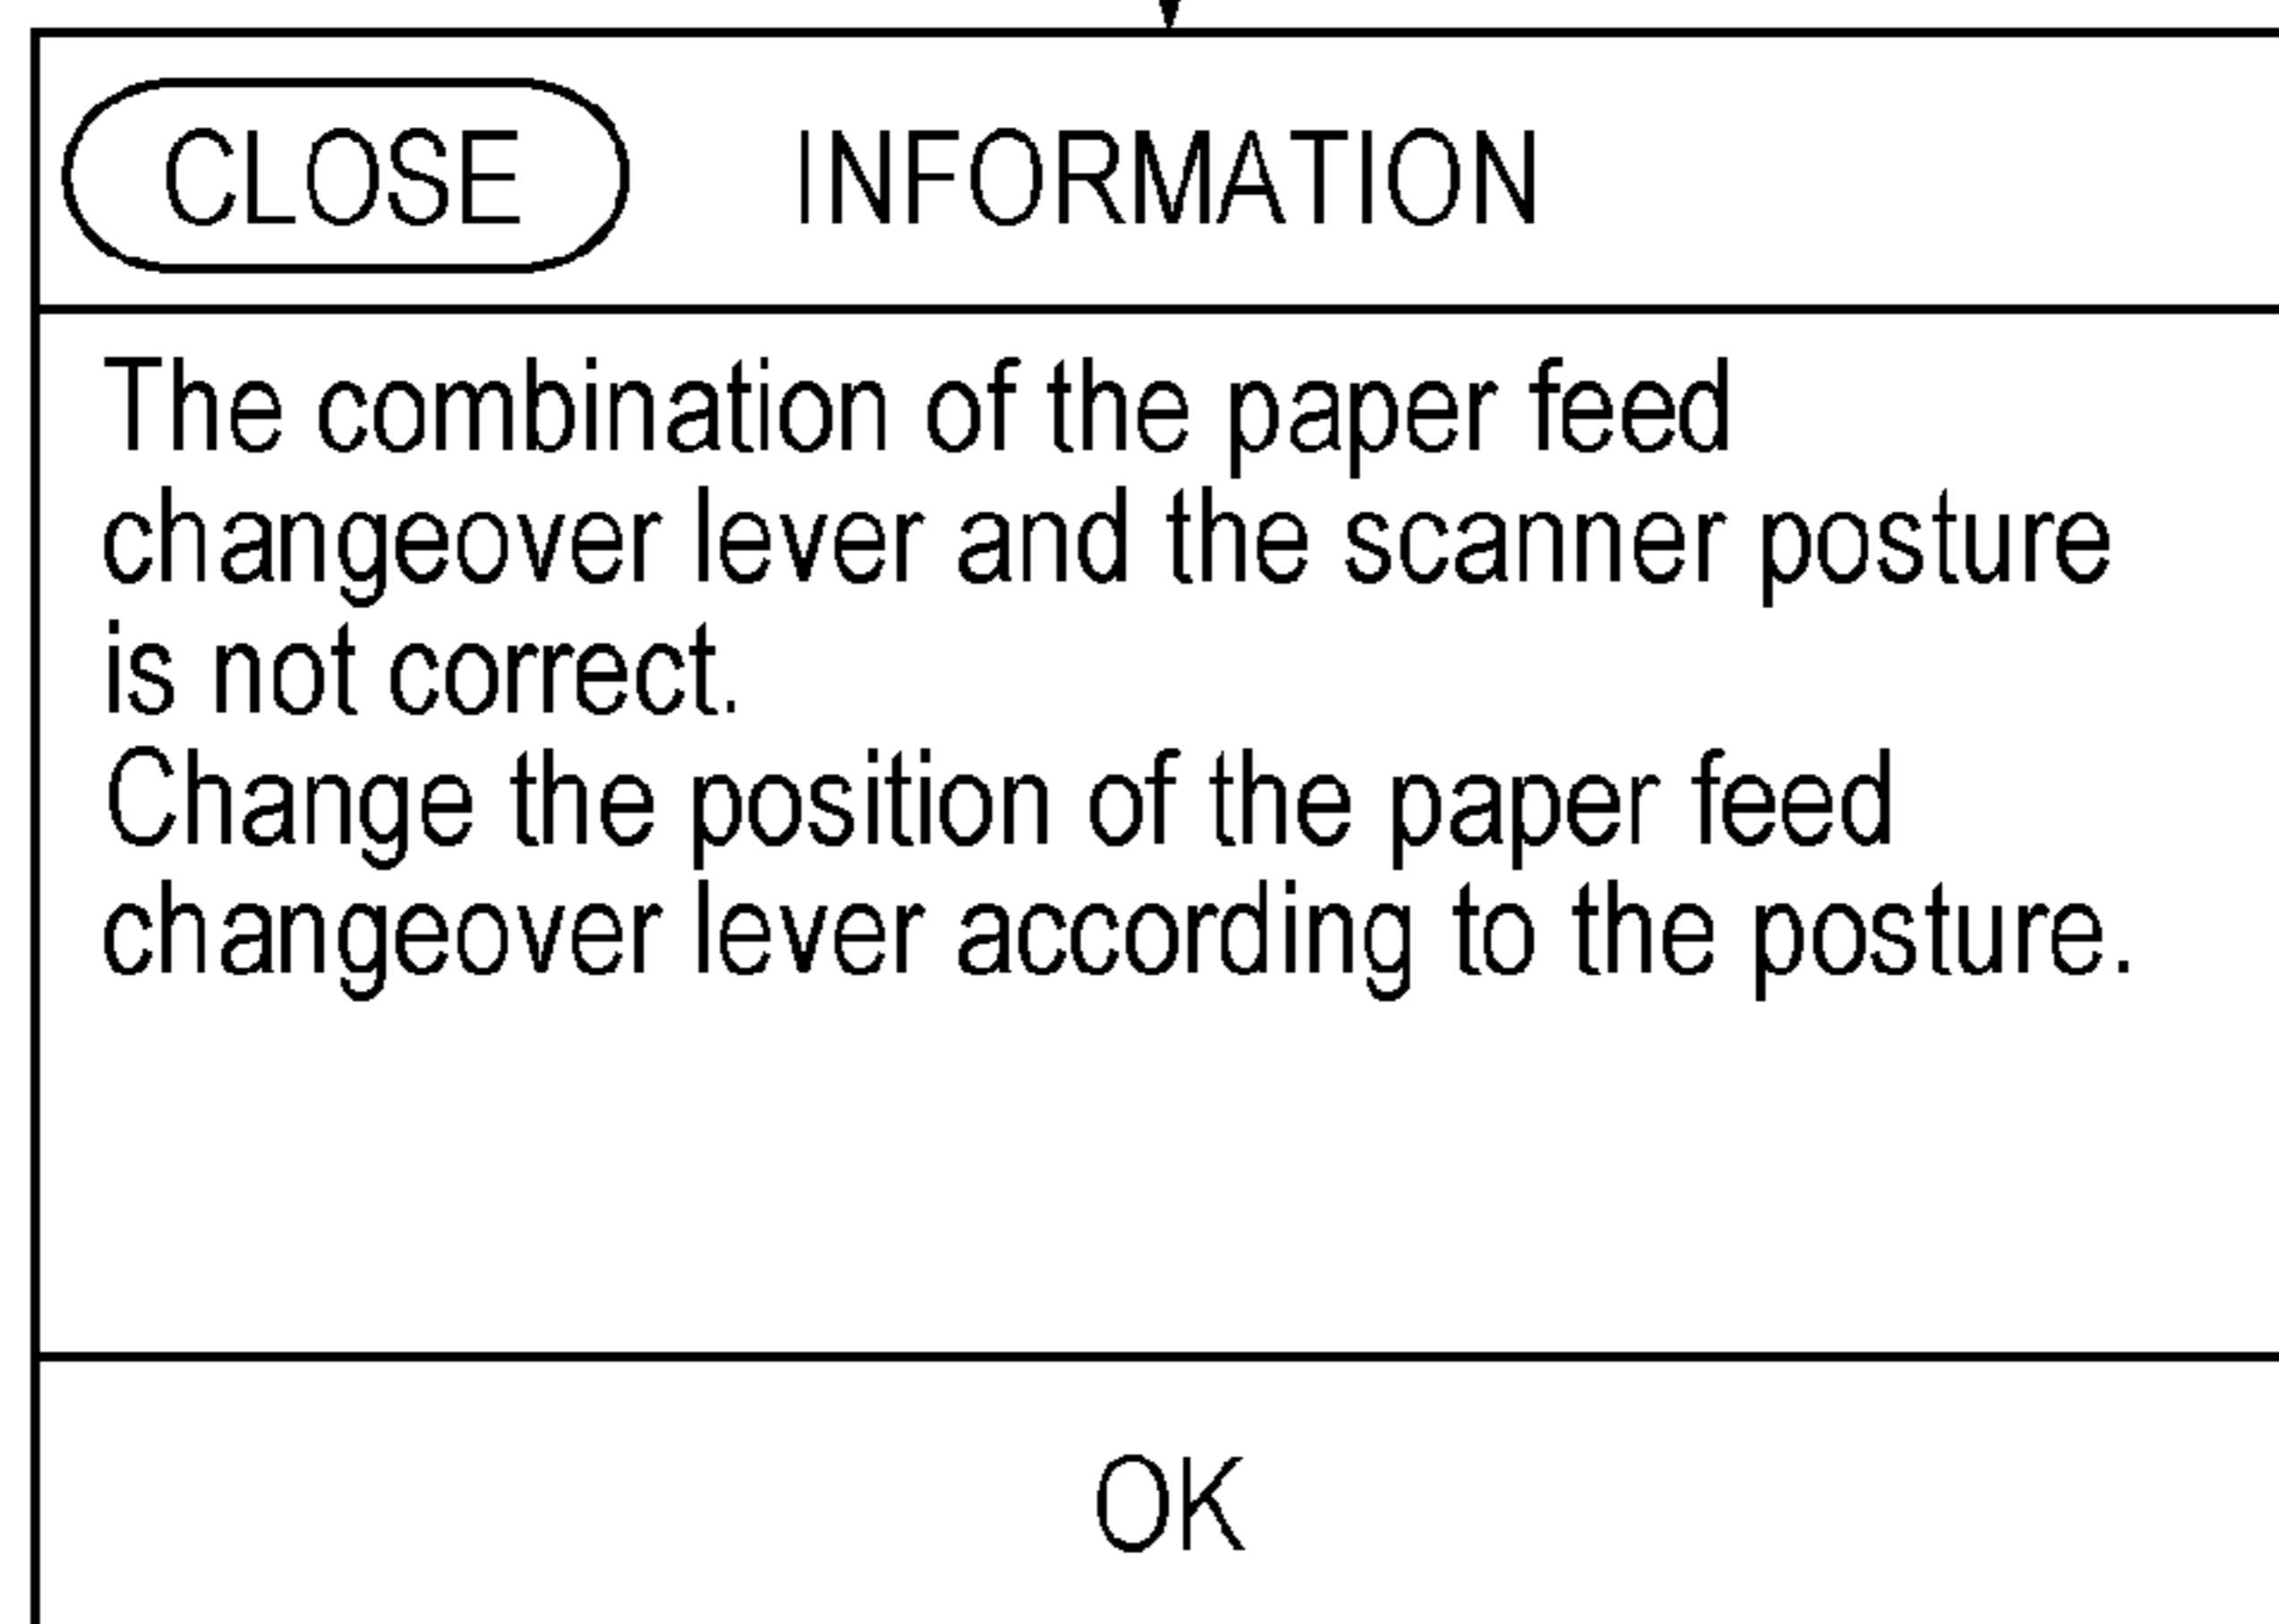 CLOSE INFORMATION
The combination of the paper feed
changeover lever and the scanner posture
is not correct.
Change the position of the paper feed
changeover lever according to the posture.
OK